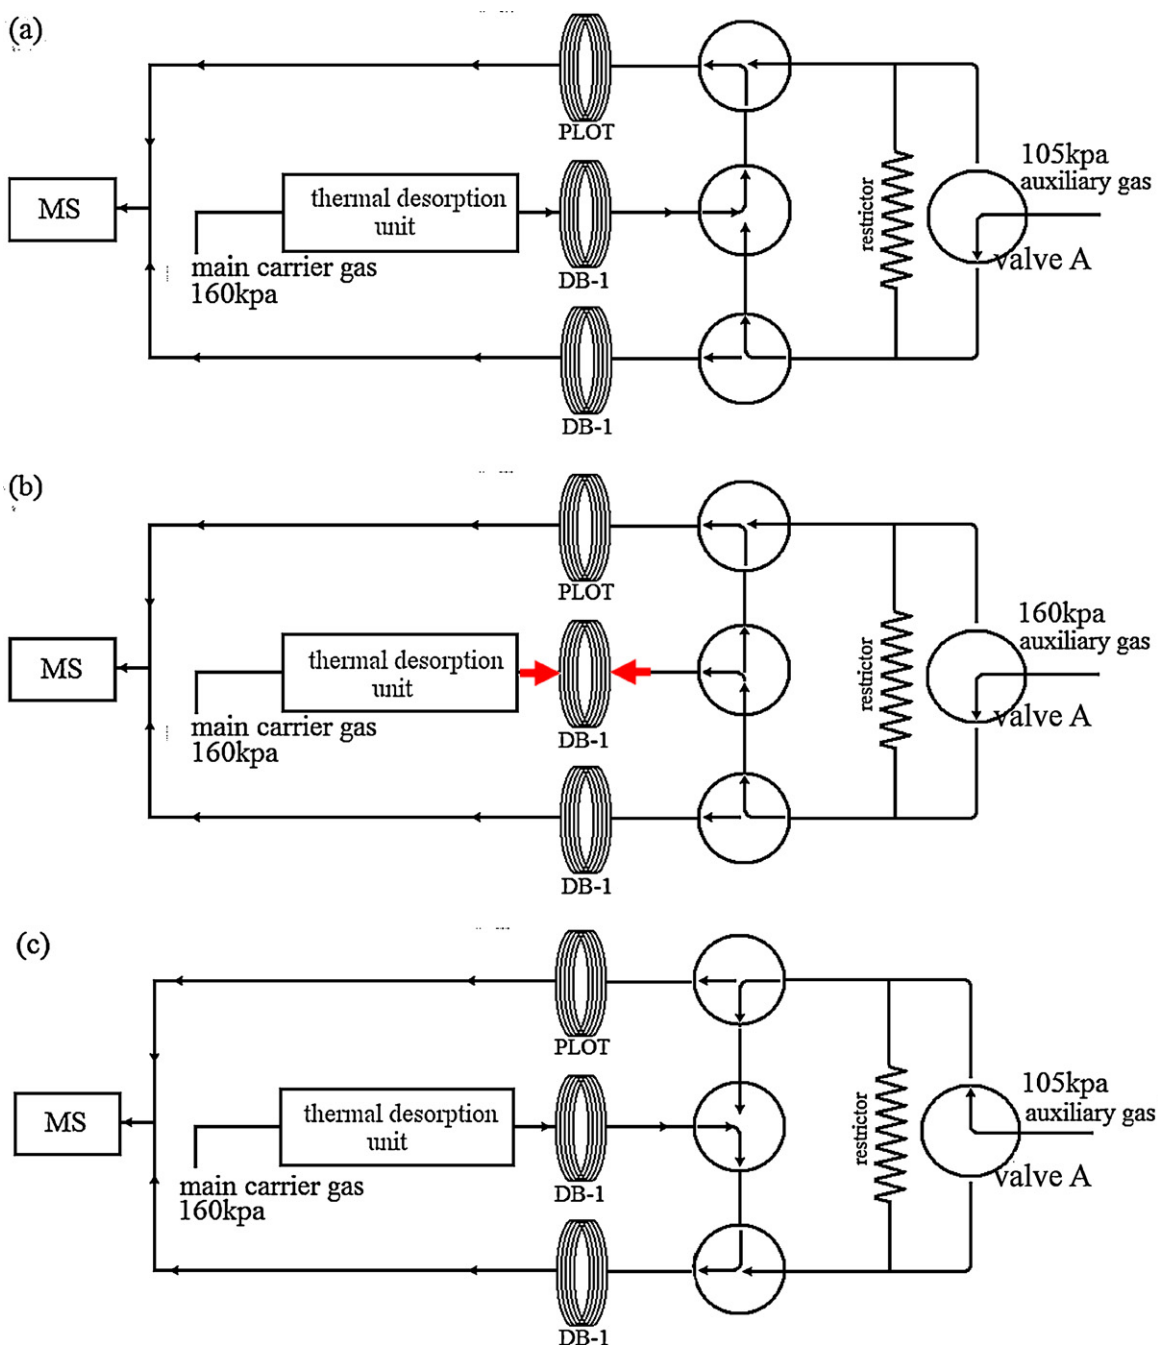 (a)
PLOT
MS
thermal desorption
unit
main carrier gas
160kpa
DB-1
DB-1
restrictor
105kpa
auxiliary gas
valve A
(b)
PLOT
MS
thermal desorption
unit
main carrier gas
160kpa
DB-1
DB-1
restrictor
160kpa
auxiliary gas
valve A
(c)
PLOT
MS
thermal desorption
unit
main carrier gas
160kpa
DB-1
DB-1
restrictor
105kpa
auxiliary gas
valve A